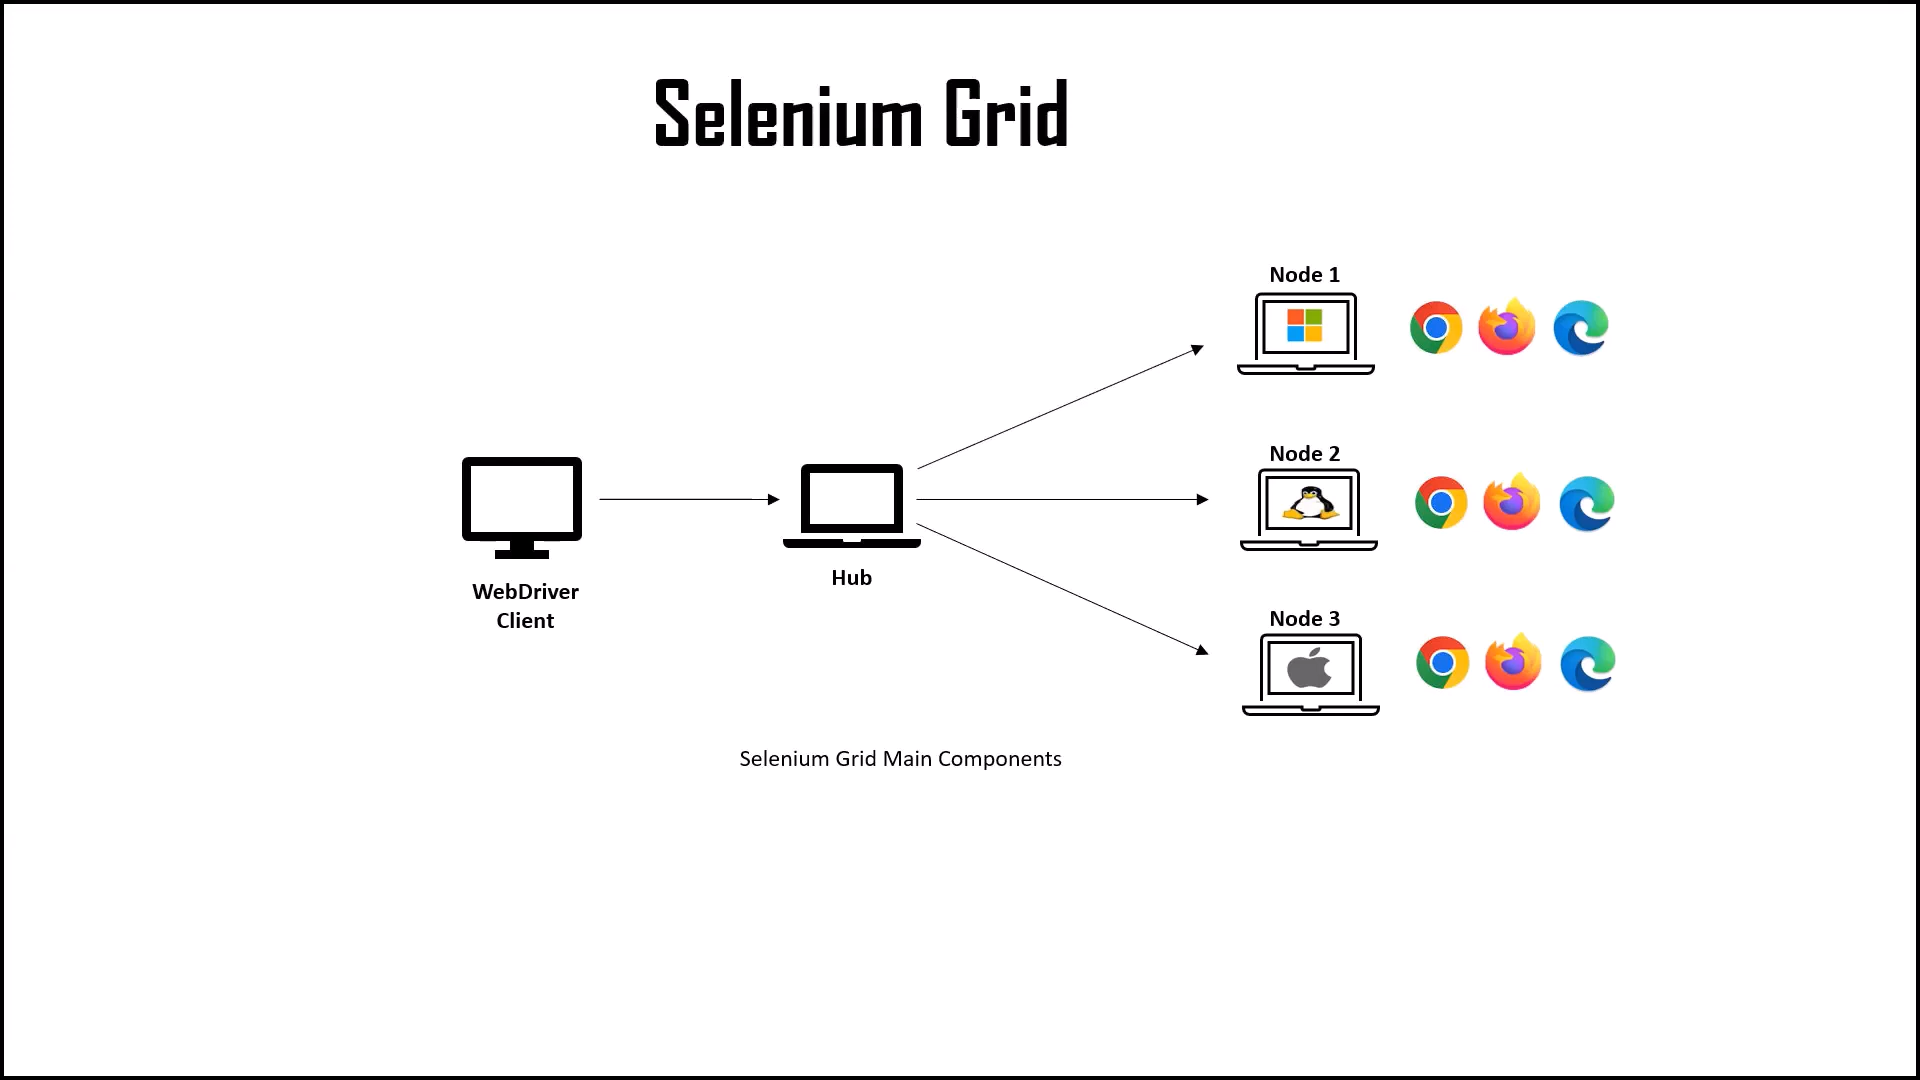 Selenium Grid
Node 1
Node 2
WebDriver
Client
Hub
Node 3
Selenium Grid Main Components